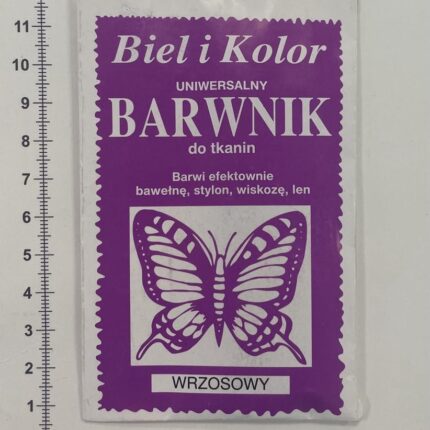 Biel i Kolor
UNIWERSALNY
BARWNIK
do tkanin
Barwi efektownie
bawełnę, stylon, wiskozę, len
WRZOSOWY
11
10
9
8
7
6
5
4
3
2
1